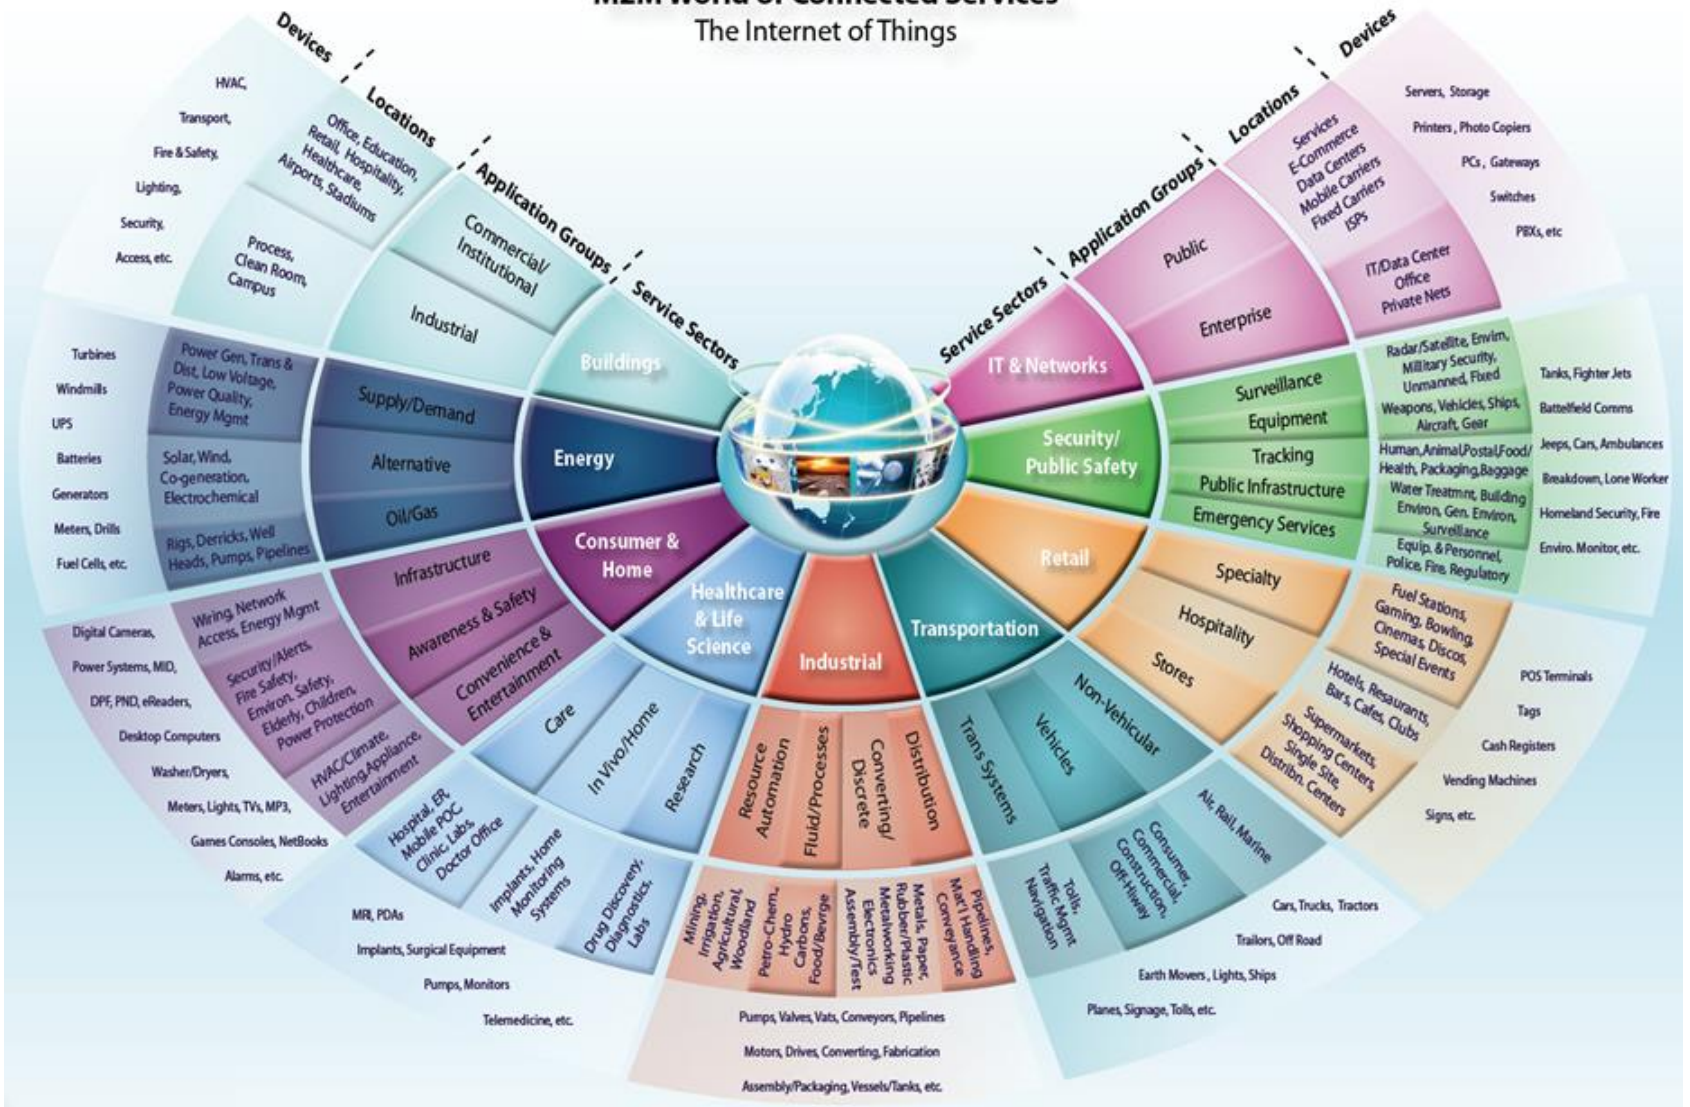 M2M World of Connected Services
The Internet of Things
Devices
Locations
Application Groups
Service Sectors
Service Sectors
Application Groups
Locations
Devices
Buildings
Commercial/
Institutional
Industrial
Office, Education,
Retail, Hospitality,
Healthcare,
Airports, Stadiums
Process,
Clean Room,
Campus
HVAC,
Transport,
Fire & Safety,
Lighting,
Security,
Access, etc.
Energy
Supply/Demand
Alternative
Oil/Gas
Power Gen, Trans &
Dist, Low Voltage,
Power Quality,
Energy Mgmt
Solar, Wind,
Co-generation,
Electrochemical
Rigs, Derricks, Well
Heads, Pumps, Pipelines
Turbines
Windmills
UPS
Batteries
Generators
Meters, Drills
Fuel Cells, etc.
Consumer &
Home
Infrastructure
Awareness & Safety
Convenience &
Entertainment
Wiring, Network
Access, Energy Mgmt
Security/Alerts,
Fire Safety,
Environ. Safety,
Elderly, Children,
Power Protection
HVAC/Climate,
Lighting,Appliance,
Entertainment
Digital Cameras,
Power Systems, MID,
DPF, PND, eReaders,
Desktop Computers
Washer/Dryers,
Meters, Lights, TVs, MP3,
Games Consoles, NetBooks
Alarms, etc.
Healthcare
& Life
Science
Care
In Vivo/Home
Research
Hospital, ER,
Mobile POC,
Clinic, Labs,
Doctor Office
Implants, Home
Monitoring
Systems
Drug Discovery,
Diagnostics,
Labs
MRI, PDAs
Implants, Surgical Equipment
Pumps, Monitors
Telemedicine, etc.
Industrial
Resource
Automation
Fluid/Processes
Converting/
Discrete
Distribution
Mining,
Irrigation,
Agricultural,
Woodland
Petro-Chem.,
Hydro
Carbons,
Food/Bevrge
Metals, Paper,
Rubber/Plastic
Metalworking
Electronics
Assembly/Test
Pipelines,
Mat'l Handling
Conveyance
Pumps, Valves, Vats, Conveyors, Pipelines
Motors, Drives, Converting, Fabrication
Assembly/Packaging, Vessels/Tanks, etc.
Transportation
Non-Vehicular
Vehicles
Trans Systems
Air, Rail, Marine
Consumer,
Commercial,
Construction,
Off-Hiway
Tolls,
Traffic Mgmt
Navigation
Cars, Trucks, Tractors
Trailors, Off Road
Earth Movers, Lights, Ships
Planes, Signage, Tolls, etc.
Retail
Specialty
Hospitality
Stores
Fuel Stations,
Gaming, Bowling,
Cinemas, Discos,
Special Events
Hotels, Resaurants,
Bars, Cafes, Clubs
Supermarkets,
Shopping Centers,
Single Site,
Distribn. Centers
POS Terminals
Tags
Cash Registers
Vending Machines
Signs, etc.
Security/
Public Safety
Surveillance
Equipment
Tracking
Public Infrastructure
Emergency Services
Radar/Satellite, Envirn,
Millitary Security,
Unmanned, Fixed
Weapons, Vehicles, Ships,
Aircraft, Gear
Human,Animal,Postal,Food/
Health, Packaging,Baggage
Water Treatmnt, Building
Environ, Gen. Environ,
Surveillance
Equip. & Personnel,
Police, Fire, Regulatory
Tanks, Fighter Jets
Battelfield Comms
Jeeps, Cars, Ambulances
Breakdown, Lone Worker
Homeland Security, Fire
Enviro. Monitor, etc.
IT & Networks
Public
Enterprise
Services
E-Commerce
Data Centers
Mobile Carriers
Fixed Carriers
ISPs
IT/Data Center
Office
Private Nets
Servers, Storage
Printers, Photo Copiers
PCs, Gateways
Switches
PBXs, etc